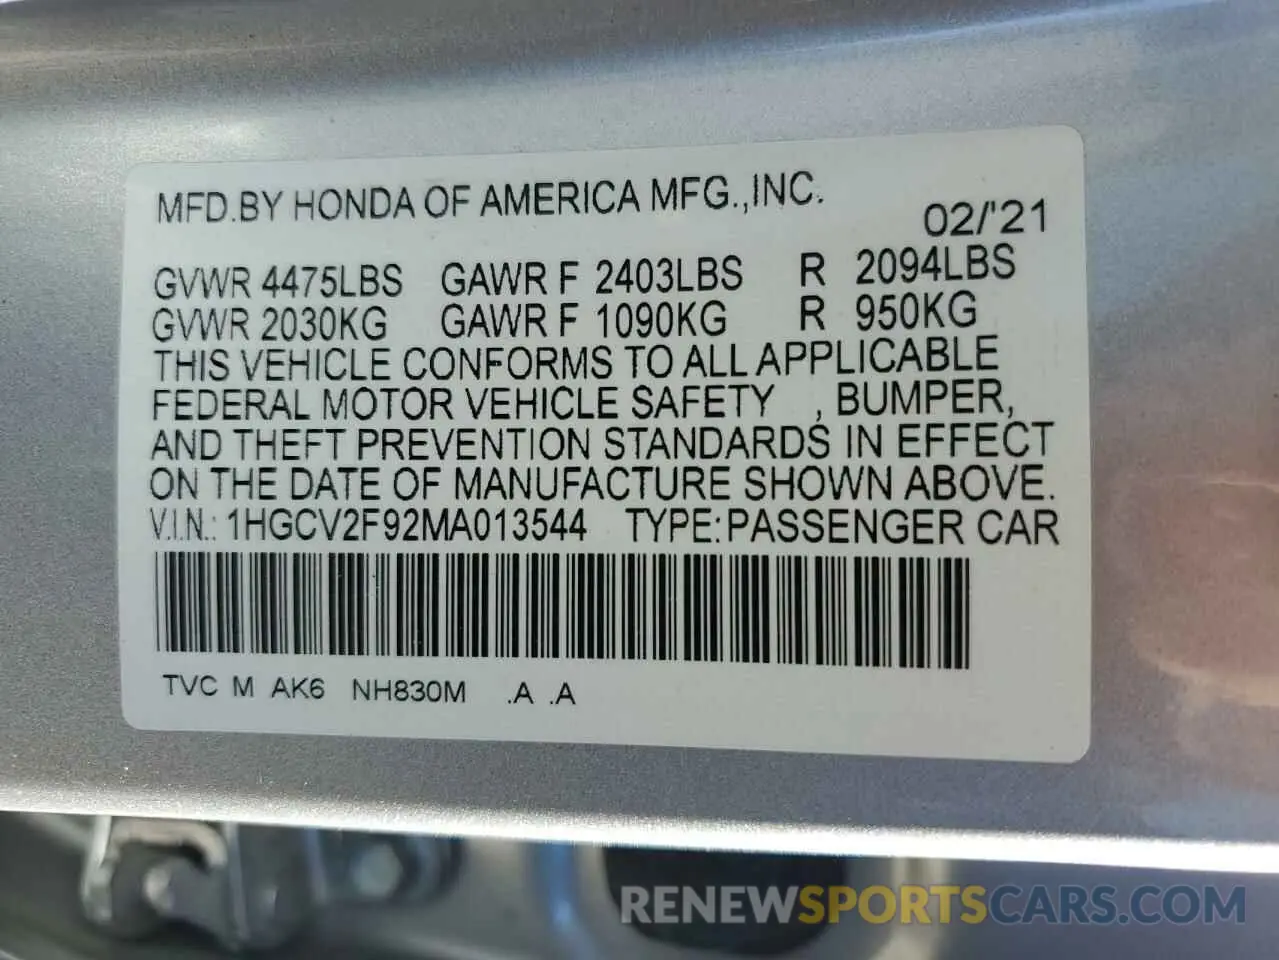 MFD.BY HONDA OF AMERICA MFG.,INC. 02/'21
GVWR 4475LBS GAWR F 2403LBS R 2094LBS
GVWR 2030KG GAWR F 1090KG R 950KG
THIS VEHICLE CONFORMS TO ALL APPLICABLE
FEDERAL MOTOR VEHICLE SAFETY , BUMPER,
AND THEFT PREVENTION STANDARDS IN EFFECT
ON THE DATE OF MANUFACTURE SHOWN ABOVE.
V.I.N.: 1HGCV2F92MA013544 TYPE:PASSENGER CAR
TVC M AK6 NH830M .A .A
RENEWSPORTSCARS.COM